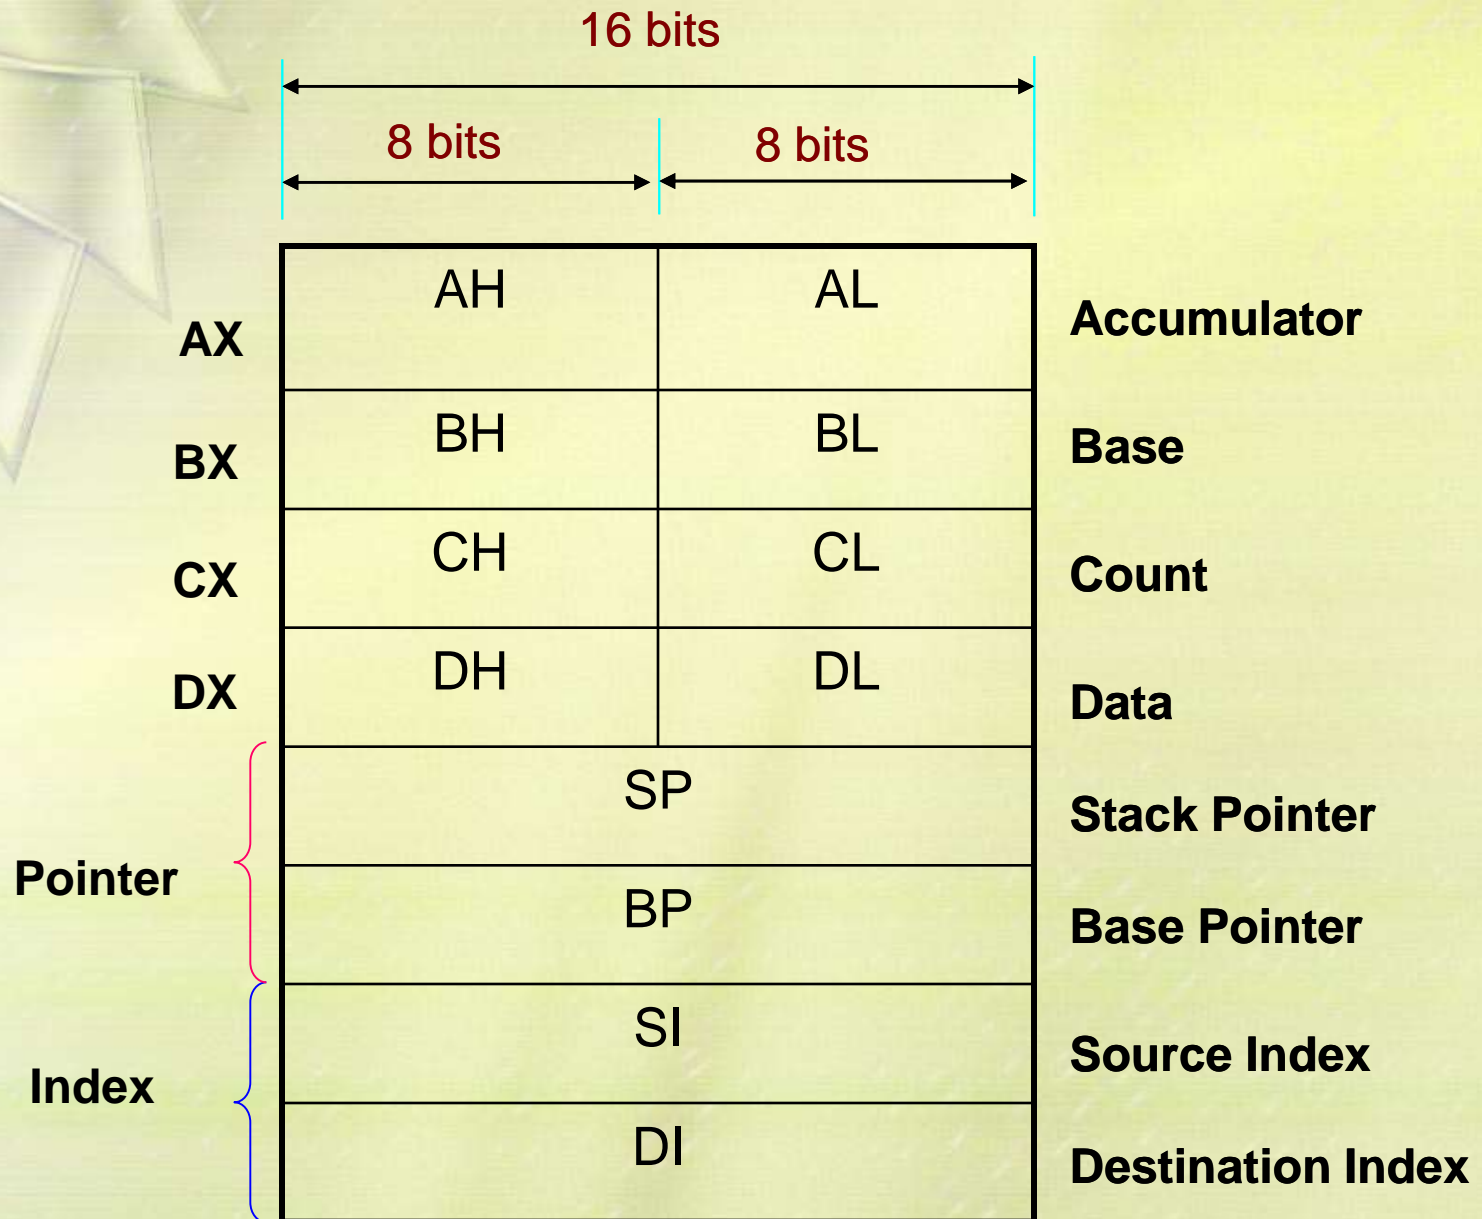 16 bits
8 bits
8 bits
AH
AL
AX
Accumulator
BH
BL
BX
Base
CH
CL
CX
Count
DH
DL
DX
Data
SP
Stack Pointer
Pointer
BP
Base Pointer
SI
Source Index
Index
DI
Destination Index